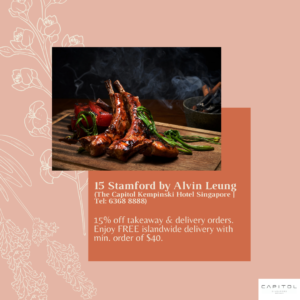 15 Stamford by Alvin Leung
(The Capitol Kempinski Hotel Singapore |
Tel: 6368 8888)
15% off takeaway & delivery orders.
Enjoy FREE islandwide delivery with
min. order of $40.
CAPITOL